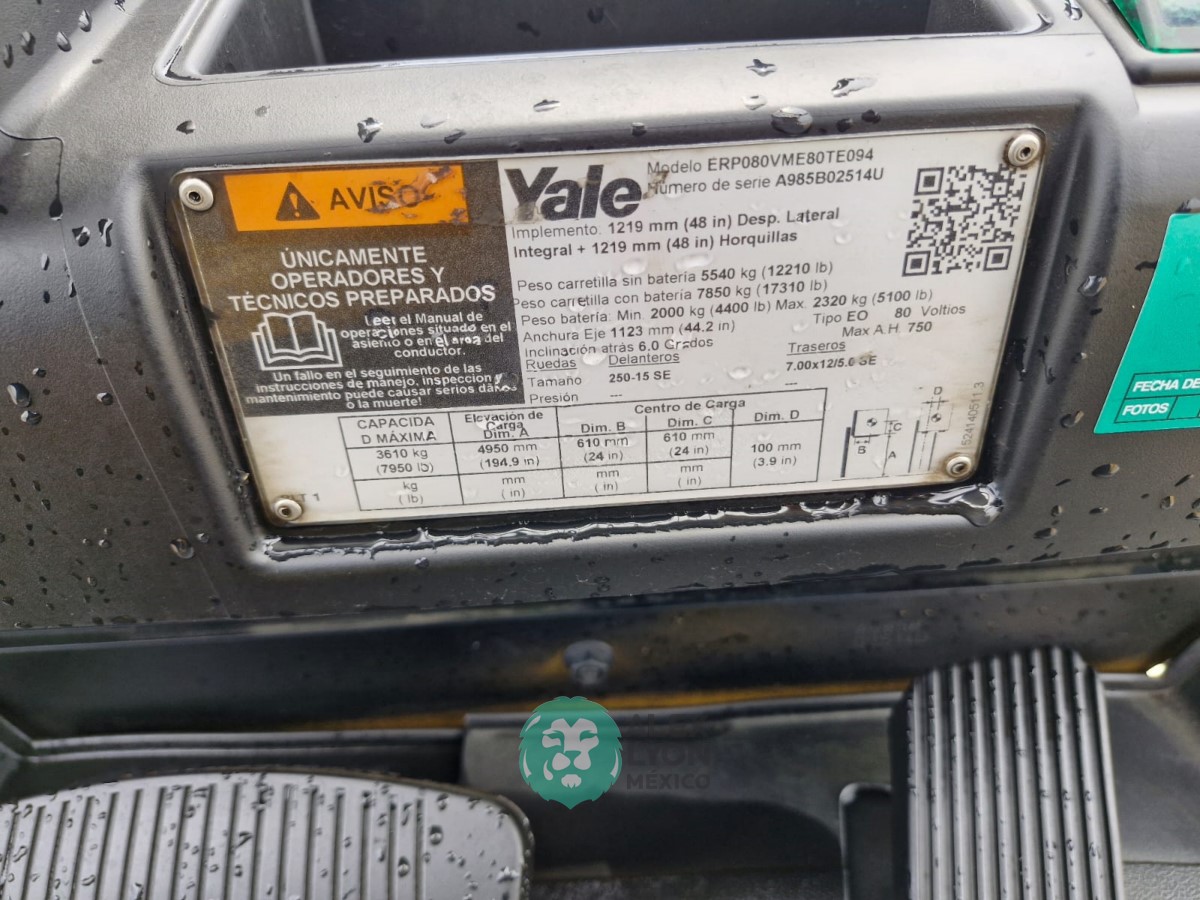 AVISO
ÚNICAMENTE
OPERADORES Y
TÉCNICOS PREPARADOS
Leer el Manual de
operaciones situado en el
asiento o en el area del
conductor.
Un fallo en el seguimiento de las
instrucciones de manejo, inspección y
mantenimiento puede causar serios daños
o la muerte!
Yale
Modelo ERP080VME80TE094
Número de serie A985B02514U
Implemento: 1219 mm (48 in) Desp. Lateral
Integral + 1219 mm (48 in) Horquillas
Peso carretilla sin batería 5540 kg (12210 lb)
Peso carretilla con batería 7850 kg (17310 lb)
Peso batería: Min. 2000 kg (4400 lb) Max. 2320 kg (5100 lb)
Anchura Eje 1123 mm (44.2 in) Tipo EO 80 Voltios
Inclinación atrás 6.0 Grados Max A.H. 750
Ruedas Delanteros Traseros
Tamaño 250-15 SE 7.00x12/5.0 SE
Presión --- ---
CAPACIDA Elevación de Centro de Carga
D MÁXIMA Carga Dim. A Dim. B Dim. C Dim. D
3610 kg 4950 mm 610 mm 610 mm 100 mm
(7950 lb) (194.9 in) (24 in) (24 in) (3.9 in)
kg mm mm mm
(lb) (in) (in) (in)
D
C
B A
T 1
FECHA DE
FOTOS
LYON
MEXICO